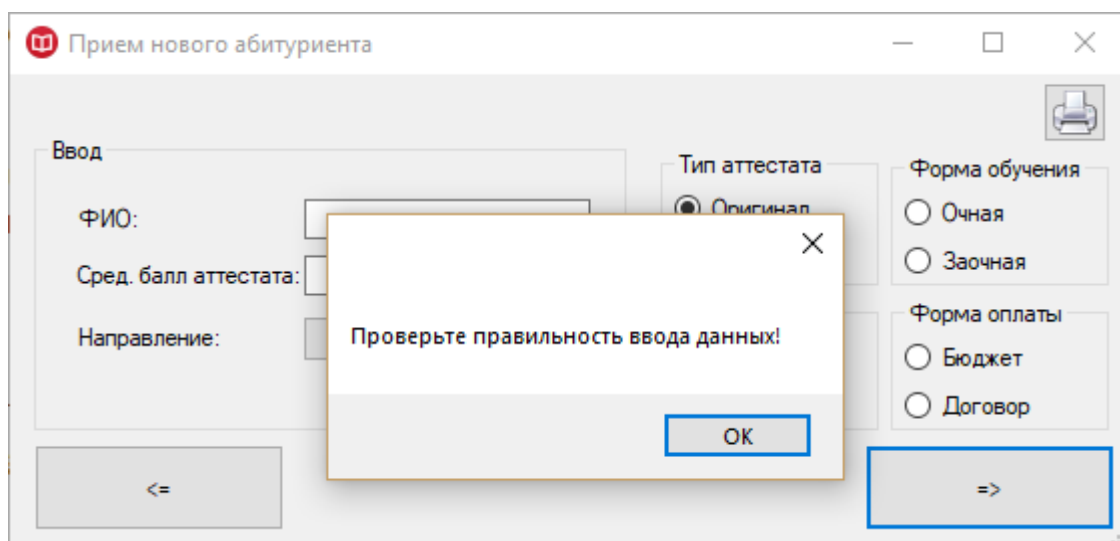 Прием нового абитуриента
Ввод
ФИО:
Сред. балл аттестата:
Направление:
Тип аттестата
Оригинал
Форма обучения
Очная
Заочная
Форма оплаты
Бюджет
Договор
Проверьте правильность ввода данных!
OK
<=
=>